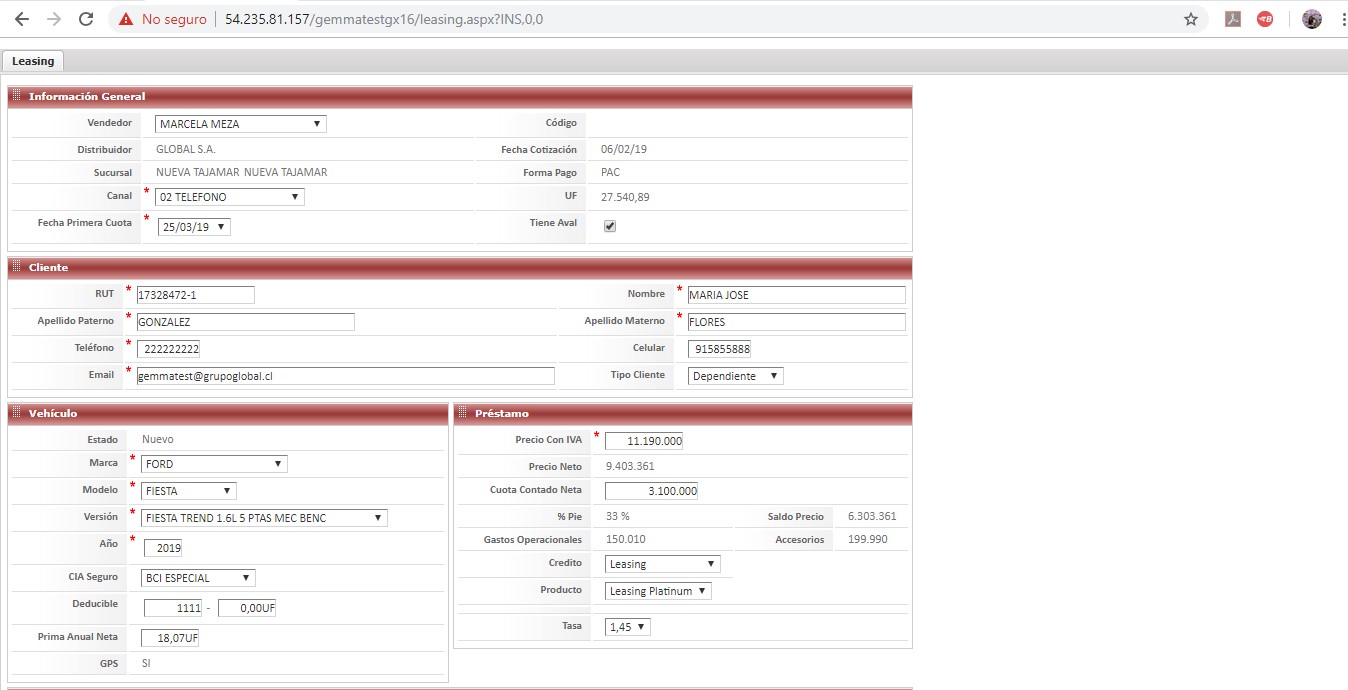 No seguro 54.235.81.157/gemmatestgx16/leasing.aspx?INS,0,0
Leasing
Información General
Vendedor MARCELA MEZA Código
Distribuidor GLOBAL S.A. Fecha Cotización 06/02/19
Sucursal NUEVA TAJAMAR NUEVA TAJAMAR Forma Pago PAC
Canal * 02 TELEFONO UF 27.540,89
Fecha Primera Cuota * 25/03/19 Tiene Aval
Cliente
RUT * 17328472-1 Nombre * MARIA JOSE
Apellido Paterno * GONZALEZ Apellido Materno * FLORES
Teléfono * 222222222 Celular 915855888
Email * gemmatest@grupoglobal.cl Tipo Cliente Dependiente
Vehículo
Estado Nuevo
Marca * FORD
Modelo * FIESTA
Versión * FIESTA TREND 1.6L 5 PTAS MEC BENC
Año * 2019
CIA Seguro BCI ESPECIAL
Deducible 1111 - 0,00UF
Prima Anual Neta 18,07UF
GPS SI
Préstamo
Precio Con IVA * 11.190.000
Precio Neto 9.403.361
Cuota Contado Neta 3.100.000
% Pie 33 % Saldo Precio 6.303.361
Gastos Operacionales 150.010 Accesorios 199.990
Credito Leasing
Producto Leasing Platinum
Tasa 1,45